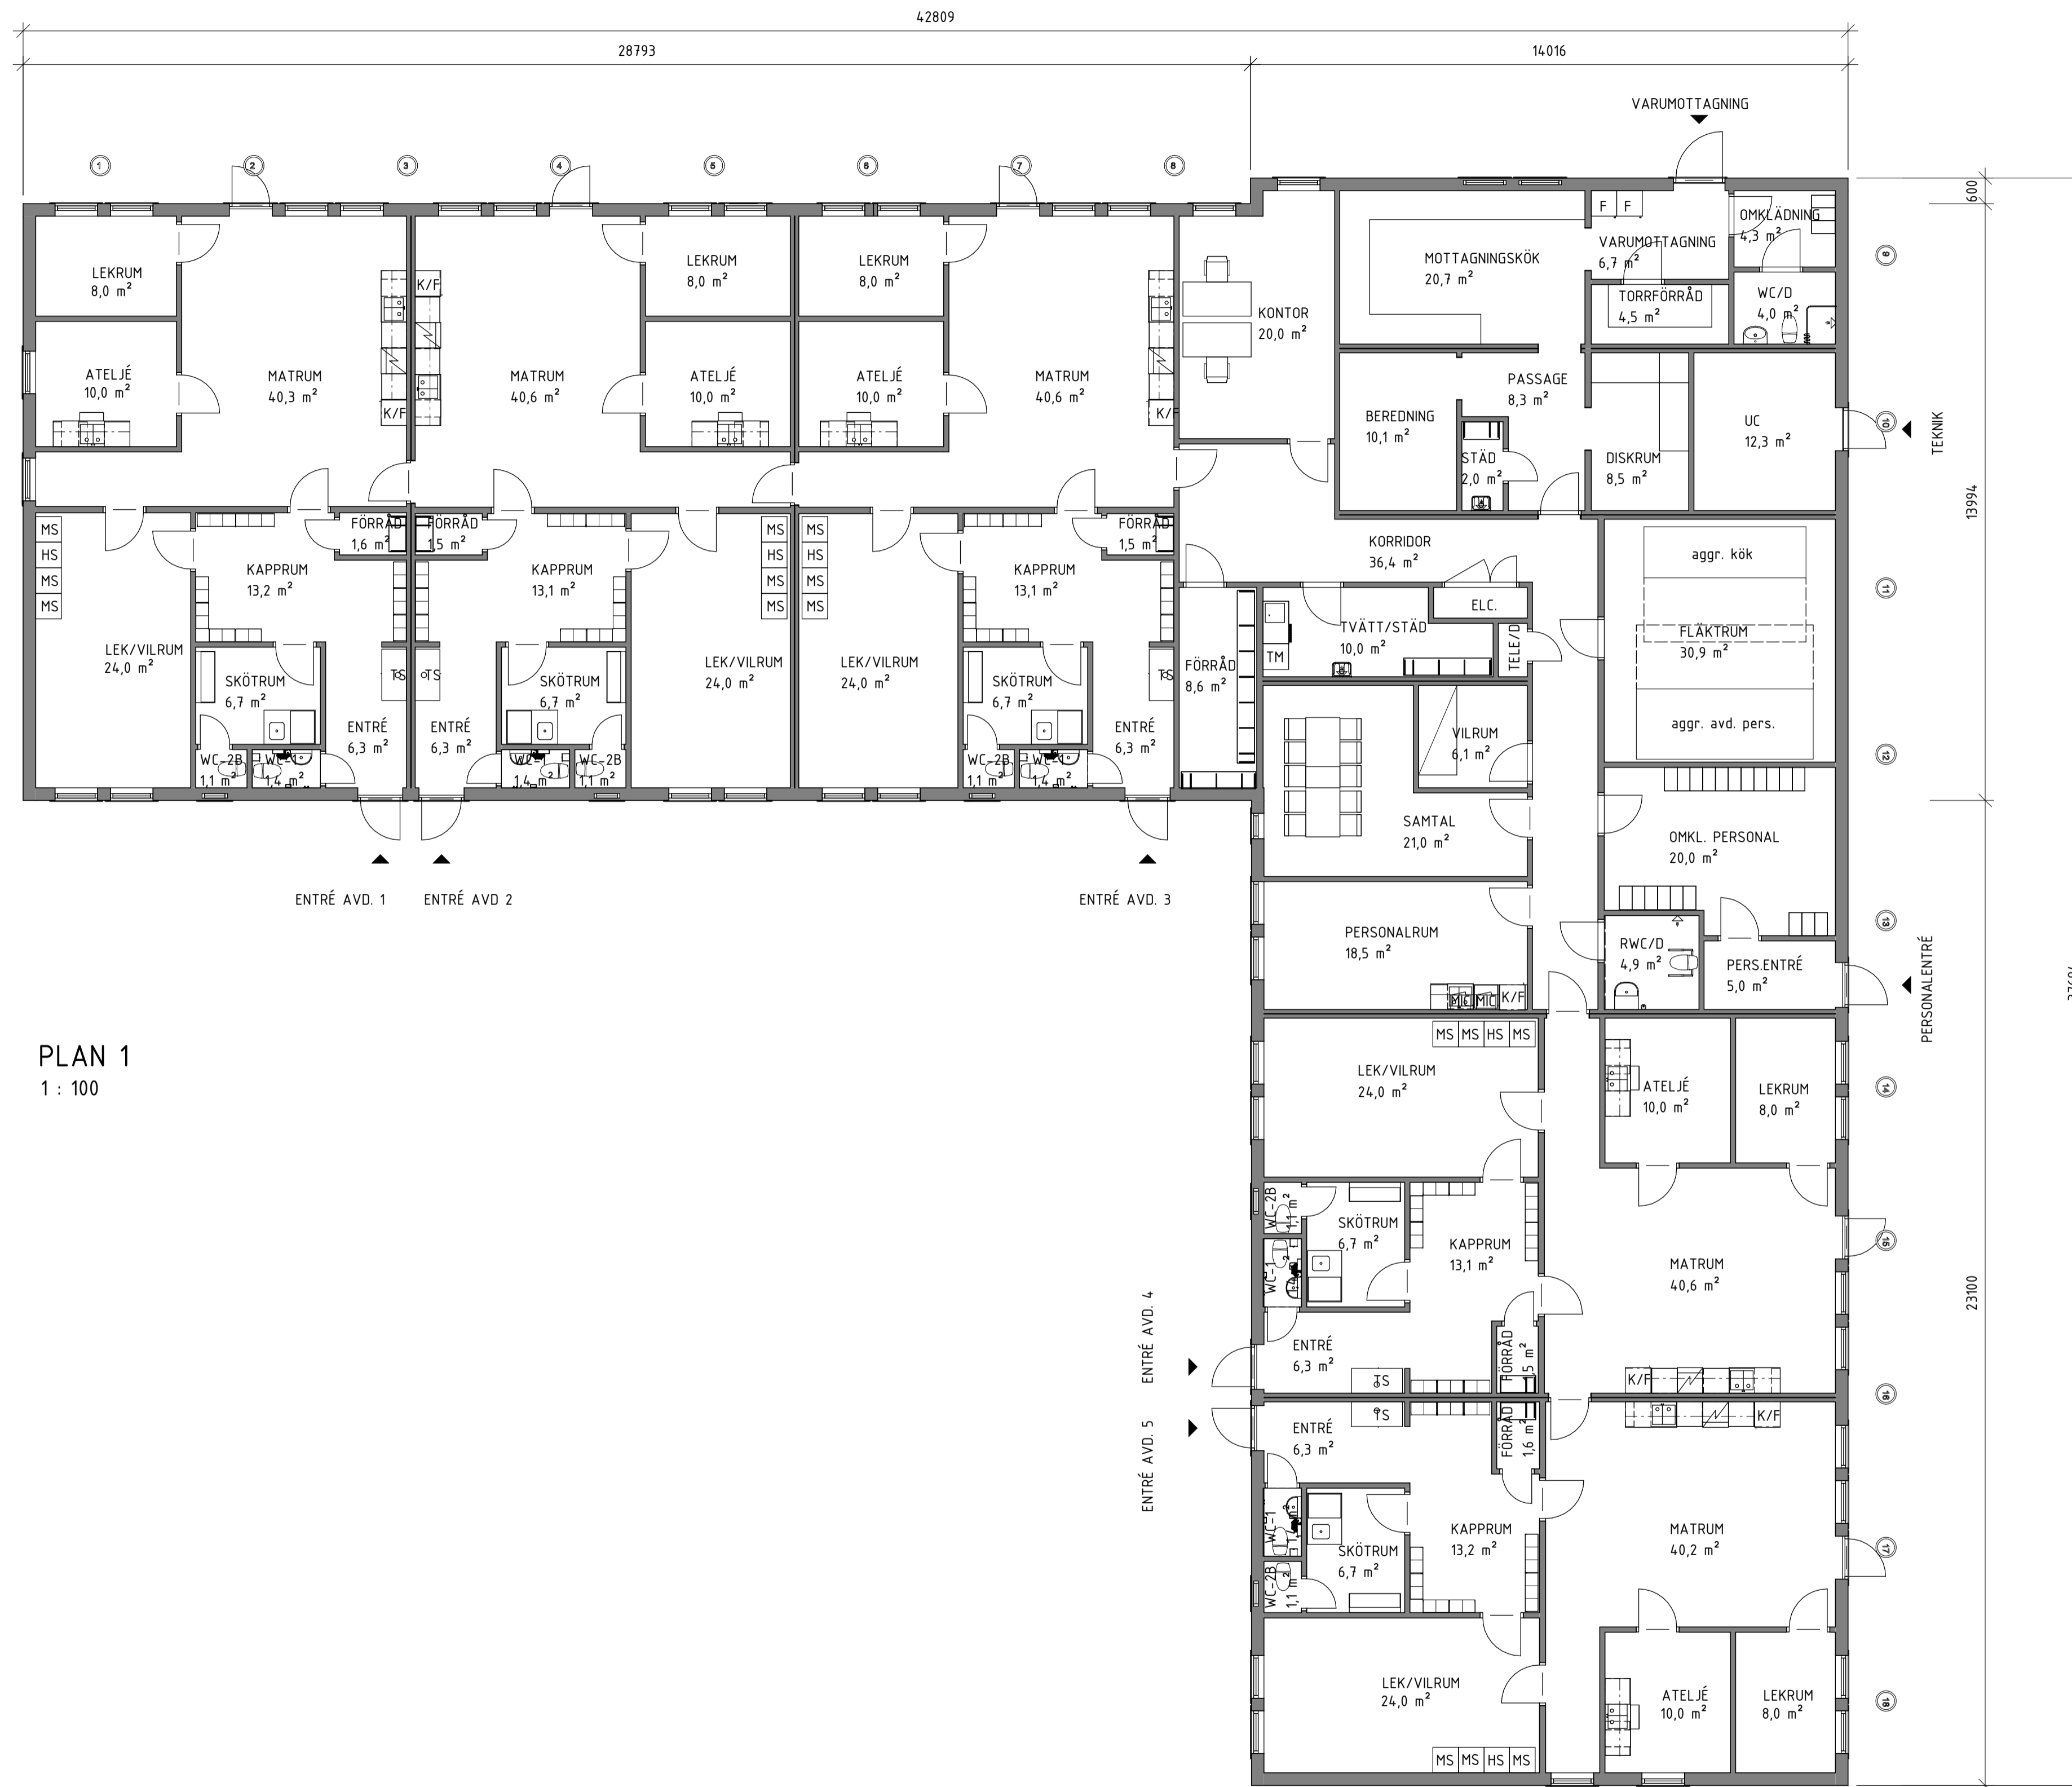 42809
28793
14016
VARUMOTTAGNING
1
2
3
4
5
6
7
8
600
LEKRUM
8,0 m²
K/F
LEKRUM
8,0 m²
LEKRUM
8,0 m²
KONTOR
20,0 m²
MOTTAGNINGSKÖK
20,7 m²
F
F
VARUMOTTAGNING
6,7 m²
OMKLÄDNING
4,3 m²
9
TORRFÖRRÅD
4,5 m²
WC/D
4,0 m²
ATELJÉ
10,0 m²
MATRUM
40,3 m²
K/F
MATRUM
40,6 m²
ATELJÉ
10,0 m²
ATELJÉ
10,0 m²
MATRUM
40,6 m²
K/F
BEREDNING
10,1 m²
PASSAGE
8,3 m²
STÄD
2,0 m²
DISKRUM
8,5 m²
UC
12,3 m²
10
TEKNIK
13994
MS
HS
MS
MS
FÖRRÅD
1,6 m²
FÖRRÅD
1,5 m²
MS
HS
MS
MS
MS
HS
MS
MS
FÖRRÅD
1,5 m²
KAPPRUM
13,2 m²
KAPPRUM
13,1 m²
KAPPRUM
13,1 m²
KORRIDOR
36,4 m²
aggr. kök
11
ELC.
TVÄTT/STÄD
10,0 m²
TM
TELE/D
FLÄKTRUM
30,9 m²
aggr. avd. pers.
LEK/VILRUM
24,0 m²
SKÖTRUM
6,7 m²
TS
TS
SKÖTRUM
6,7 m²
LEK/VILRUM
24,0 m²
LEK/VILRUM
24,0 m²
SKÖTRUM
6,7 m²
TS
FÖRRÅD
8,6 m²
ENTRÉ
6,3 m²
ENTRÉ
6,3 m²
ENTRÉ
6,3 m²
WC-2B
1,1 m²
WC-1
1,4 m²
WC-1
1,4 m²
WC-2B
1,1 m²
WC-2B
1,1 m²
WC-1
1,4 m²
VILRUM
6,1 m²
12
SAMTAL
21,0 m²
OMKL. PERSONAL
20,0 m²
ENTRÉ AVD. 1
ENTRÉ AVD 2
ENTRÉ AVD. 3
13
PERSONALRUM
18,5 m²
MIC
MIC
K/F
RWC/D
4,9 m²
PERS.ENTRÉ
5,0 m²
PERSONALENTRÉ
PLAN 1
1 : 100
MS
MS
HS
MS
LEK/VILRUM
24,0 m²
ATELJÉ
10,0 m²
LEKRUM
8,0 m²
14
WC-2B
1,1 m²
SKÖTRUM
6,7 m²
KAPPRUM
13,1 m²
WC-1
MATRUM
40,6 m²
15
23100
ENTRÉ AVD. 4
ENTRÉ
6,3 m²
TS
FÖRRÅD
1,5 m²
K/F
16
ENTRÉ AVD. 5
ENTRÉ
6,3 m²
TS
FÖRRÅD
1,6 m²
K/F
WC-1
WC-2B
1,1 m²
SKÖTRUM
6,7 m²
KAPPRUM
13,2 m²
MATRUM
40,2 m²
17
LEK/VILRUM
24,0 m²
MS
MS
HS
MS
ATELJÉ
10,0 m²
LEKRUM
8,0 m²
18